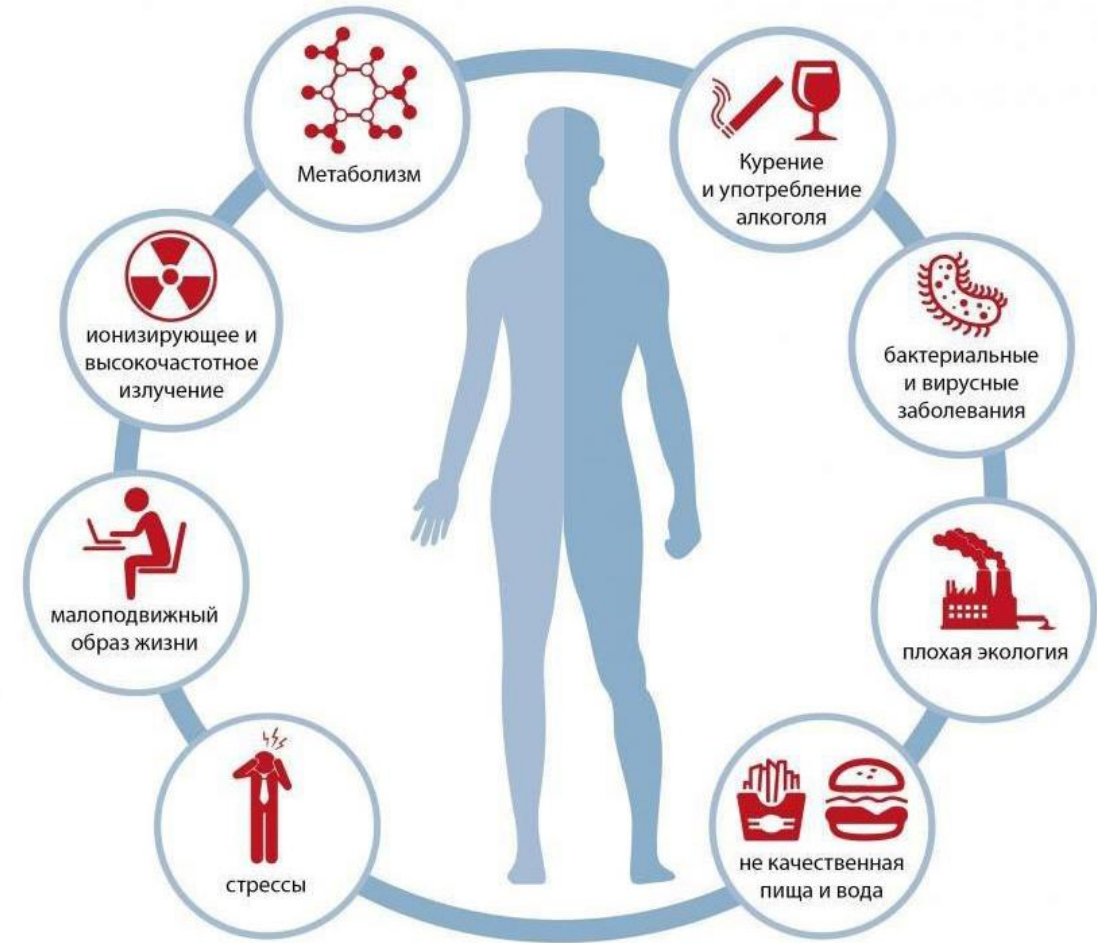 Метаболизм
Курение
и употребление
алкоголя
ионизирующее и
высокочастотное
излучение
бактериальные
и вирусные
заболевания
малоподвижный
образ жизни
плохая экология
стрессы
не качественная
пища и вода